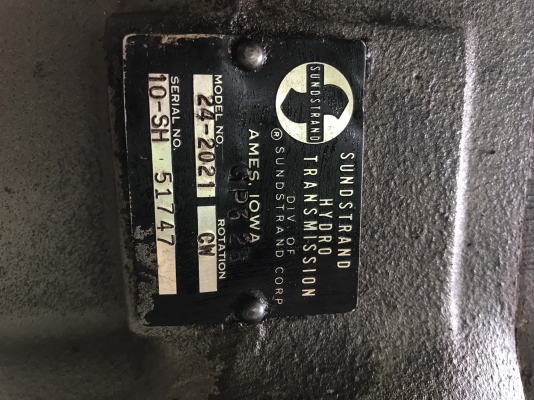 SUNDSTRAND
SUNDSTRAND
HYDRO
TRANSMISSION
DIV. OF
® SUNDSTRAND CORP
AMES, IOWA
MODEL NO. ROTATION
24-2021 CW
SERIAL NO.
10-SH 51747